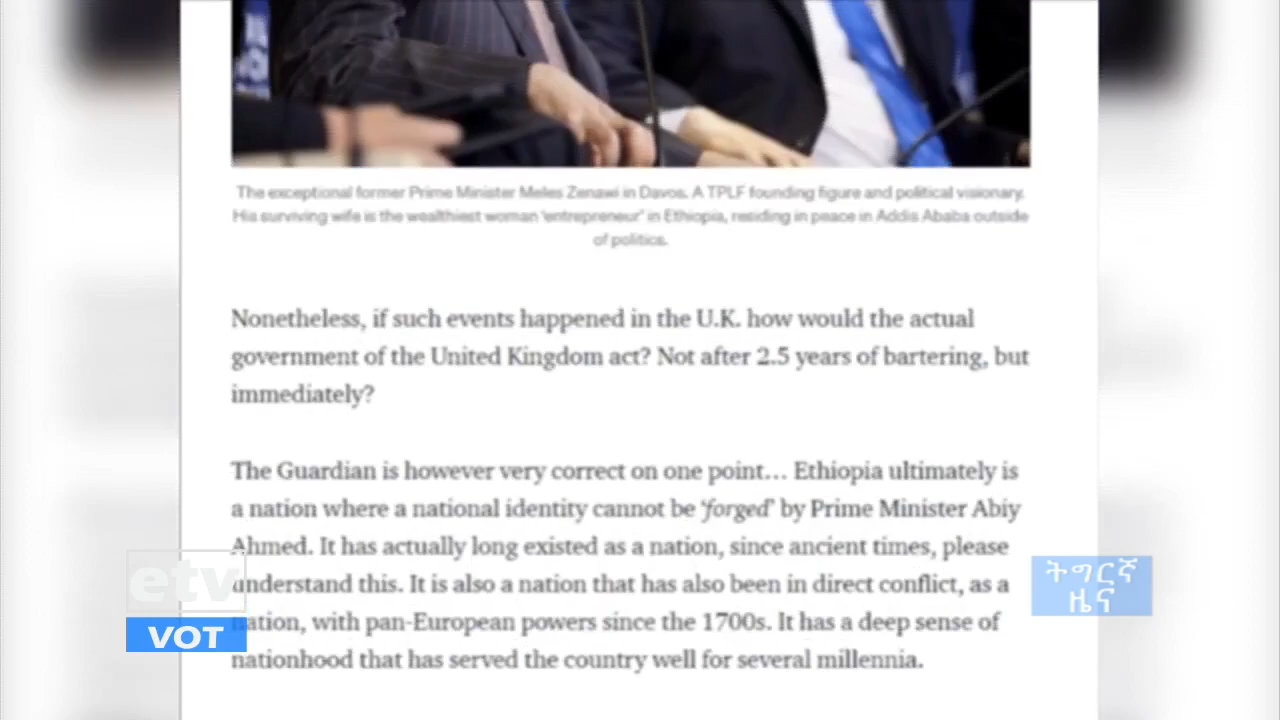 The exceptional former Prime Minister Meles Zenawi in Davos. A TPLF founding figure and political visionary.
His surviving wife is the wealthiest woman 'entrepreneur' in Ethiopia, residing in peace in Addis Ababa outside
of politics.
Nonetheless, if such events happened in the U.K. how would the actual
government of the United Kingdom act? Not after 2.5 years of bartering, but
immediately?
The Guardian is however very correct on one point... Ethiopia ultimately is
a nation where a national identity cannot be 'forged' by Prime Minister Abiy
Ahmed. It has actually long existed as a nation, since ancient times, please
understand this. It is also a nation that has also been in direct conflict, as a
nation, with pan-European powers since the 1700s. It has a deep sense of
nationhood that has served the country well for several millennia.
etv
VOT
ትግርኛ
ዜና